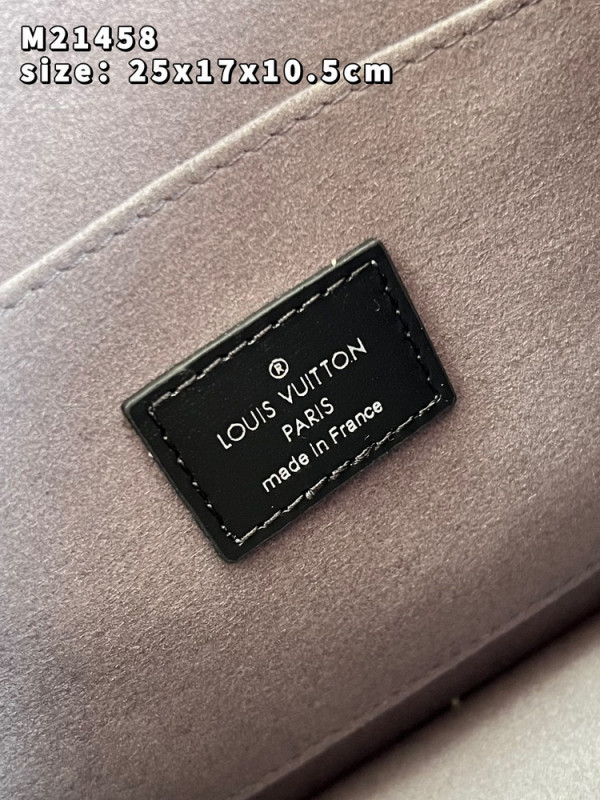 M21458
size: 25x17x10.5cm
®
LOUIS VUITTON
PARIS
made in France